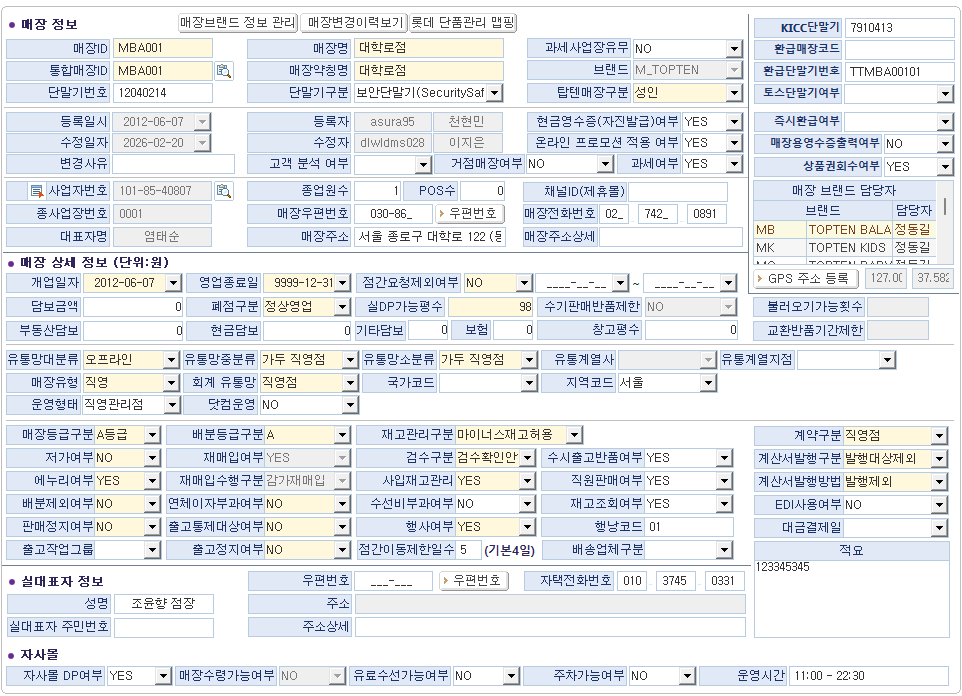 매장 정보 매장브랜드 정보 관리 매장변경이력보기 롯데 단품관리 맵핑
매장ID MBA001 매장명 대학로점 과세사업장유무 NO
통합매장ID MBA001 매장약칭명 대학로점 브랜드 M_TOPTEN
단말기번호 12040214 단말기구분 보안단말기(SecuritySaf 탑텐매장구분 성인
KICC단말기 7910413
환급매장코드
환급단말기번호 TTMBA00101
토스단말기여부
등록일시 2012-06-07 등록자 asura95 천현민 현금영수증(자진발급)여부 YES
수정일자 2026-02-20 수정자 dlwldms028 이지은 온라인 프로모션 적용 여부 YES
변경사유 고객 분석 여부 거점매장여부 NO 과세여부 YES
즉시환급여부
매장용영수증출력여부 NO
상품권회수여부 YES
사업자번호 101-85-40807 종업원수 1 POS수 0 채널ID(제휴몰)
종사업장번호 0001 매장우편번호 030-86_ 우편번호 매장전화번호 02_ 742_ 0891
대표자명 염태순 매장주소 서울 종로구 대학로 122 (동 매장주소상세
매장 브랜드 담당자
브랜드 담당자
MB TOPTEN BALA 정동길
MK TOPTEN KIDS 정동길
GPS 주소 등록 127.00 37.582
매장 상세 정보 (단위:원)
개업일자 2012-06-07 영업종료일 9999-12-31 점간요청제외여부 NO ____-__-__ ~ ____-__-__
담보금액 0 폐점구분 정상영업 실DP가능평수 98 수기판매반품제한 NO 불러오기가능횟수
부동산담보 0 현금담보 0 기타담보 0 보험 0 창고평수 0 교환반품기간제한
유통망대분류 오프라인 유통망중분류 가두 직영점 유통망소분류 가두 직영점 유통계열사 유통계열지점
매장유형 직영 회계 유통망 직영점 국가코드 지역코드 서울
운영형태 직영관리점 닷컴운영 NO
매장등급구분 A등급 배분등급구분 A 재고관리구분 마이너스재고허용
저가여부 NO 재매입여부 YES 검수구분 검수확인안 수시출고반품여부 YES
에누리여부 YES 재매입수행구분 감가재매입 사입재고관리 YES 직원판매여부 YES
배분제외여부 NO 연체이자부과여부 NO 수선비부과여부 NO 재고조회여부 YES
판매정지여부 NO 출고통제대상여부 NO 행사여부 YES 행낭코드 01
출고작업그룹 출고정지여부 NO 점간이동제한일수 5 (기본4일) 배송업체구분
계약구분 직영점
계산서발행구분 발행대상제외
계산서발행방법 발행제외
EDI사용여부 NO
대금결제일
적요
123345345
실대표자 정보 우편번호 ___-___ 우편번호 자택전화번호 010 3745 0331
성명 조윤향 점장 주소
실대표자 주민번호 주소상세
자사몰
자사몰 DP여부 YES 매장수령가능여부 NO 유료수선가능여부 NO 주차가능여부 NO 운영시간 11:00 - 22:30